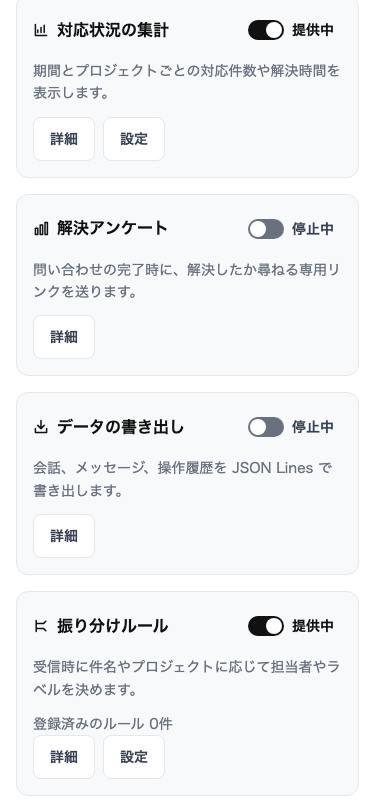 対応状況の集計
提供中
期間とプロジェクトごとの対応件数や解決時間を
表示します。
詳細
設定
解決アンケート
停止中
問い合わせの完了時に、解決したか尋ねる専用リ
ンクを送ります。
詳細
データの書き出し
停止中
会話、メッセージ、操作履歴を JSON Lines で
書き出します。
詳細
振り分けルール
提供中
受信時に件名やプロジェクトに応じて担当者やラ
ベルを決めます。
登録済みのルール 0件
詳細
設定